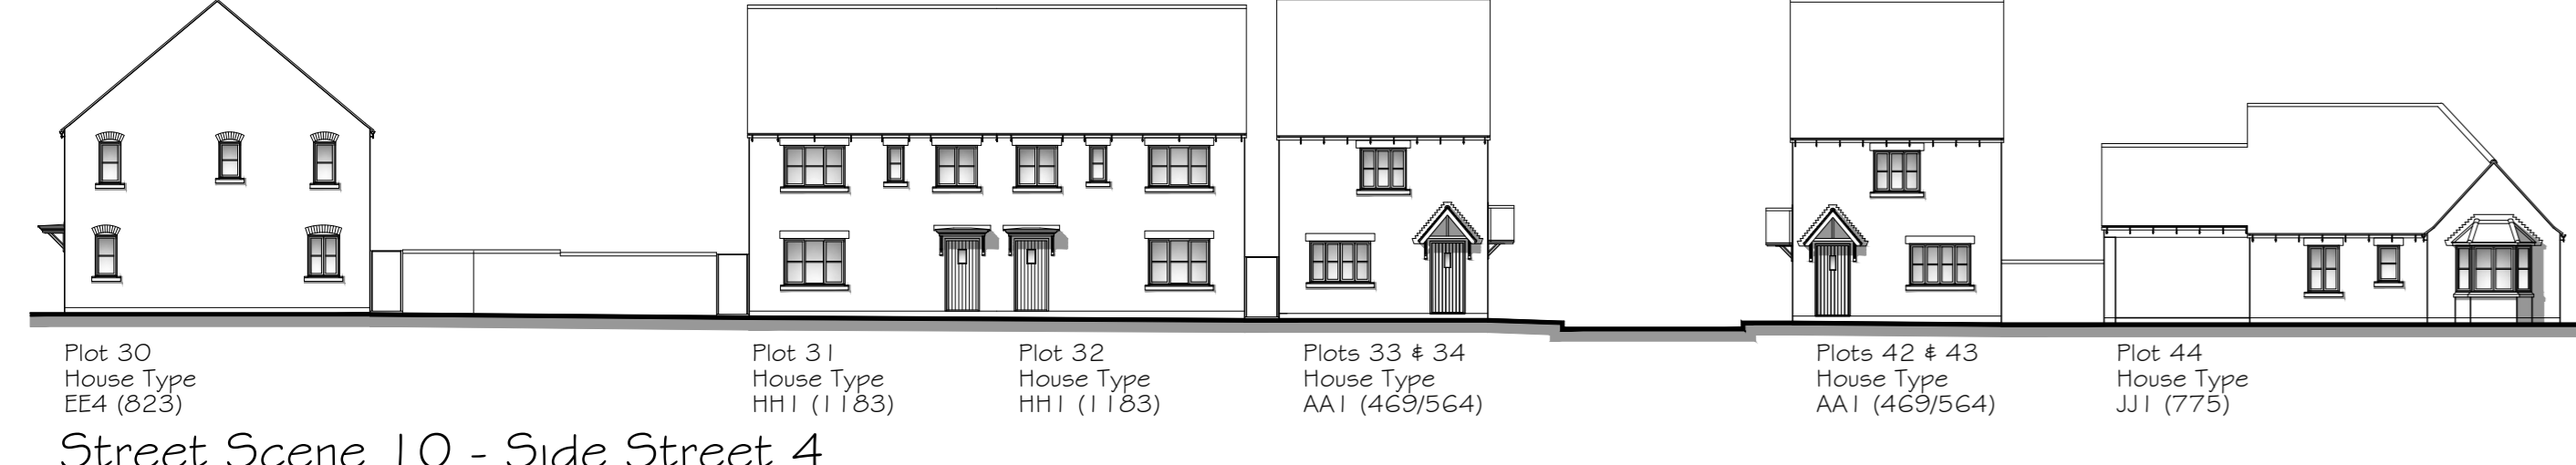 Plot 30
House Type
EE4 (823)
Plot 31
House Type
HH1 (1183)
Plot 32
House Type
HH1 (1183)
Plots 33 & 34
House Type
AA1 (469/564)
Plots 42 & 43
House Type
AA1 (469/564)
Plot 44
House Type
JJ1 (775)
Street Scene 10 - Side Street 4